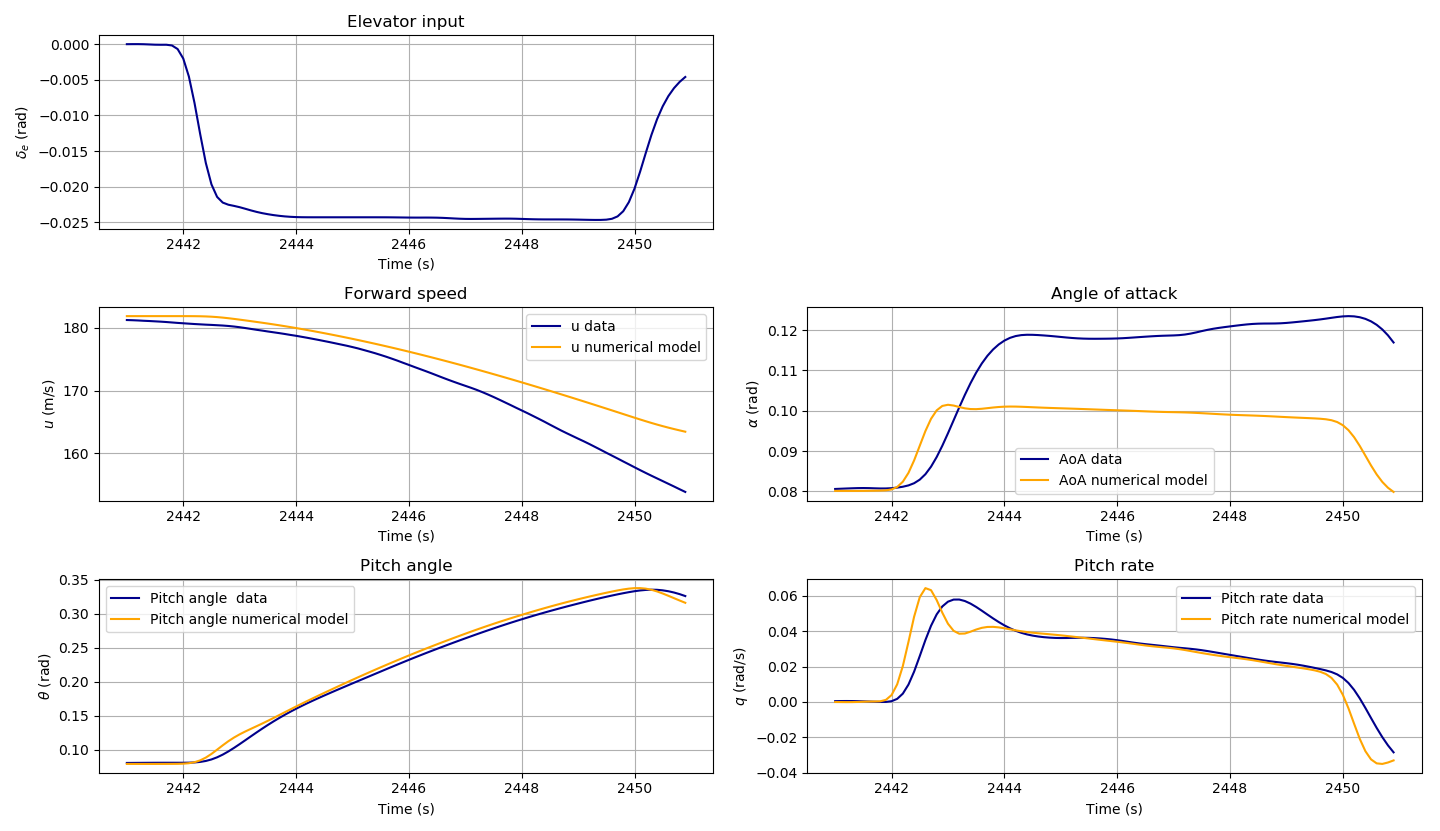 Elevator input
0.000
−0.005
−0.010
−0.015
−0.020
−0.025
δe (rad)
2442 2444 2446 2448 2450
Time (s)
Forward speed
180
170
160
u (m/s)
u data
u numerical model
2442 2444 2446 2448 2450
Time (s)
Angle of attack
0.12
0.11
0.10
0.09
0.08
α (rad)
AoA data
AoA numerical model
2442 2444 2446 2448 2450
Time (s)
Pitch angle
0.35
0.30
0.25
0.20
0.15
0.10
θ (rad)
Pitch angle  data
Pitch angle numerical model
2442 2444 2446 2448 2450
Time (s)
Pitch rate
0.06
0.04
0.02
0.00
−0.02
−0.04
q (rad/s)
Pitch rate data
Pitch rate numerical model
2442 2444 2446 2448 2450
Time (s)